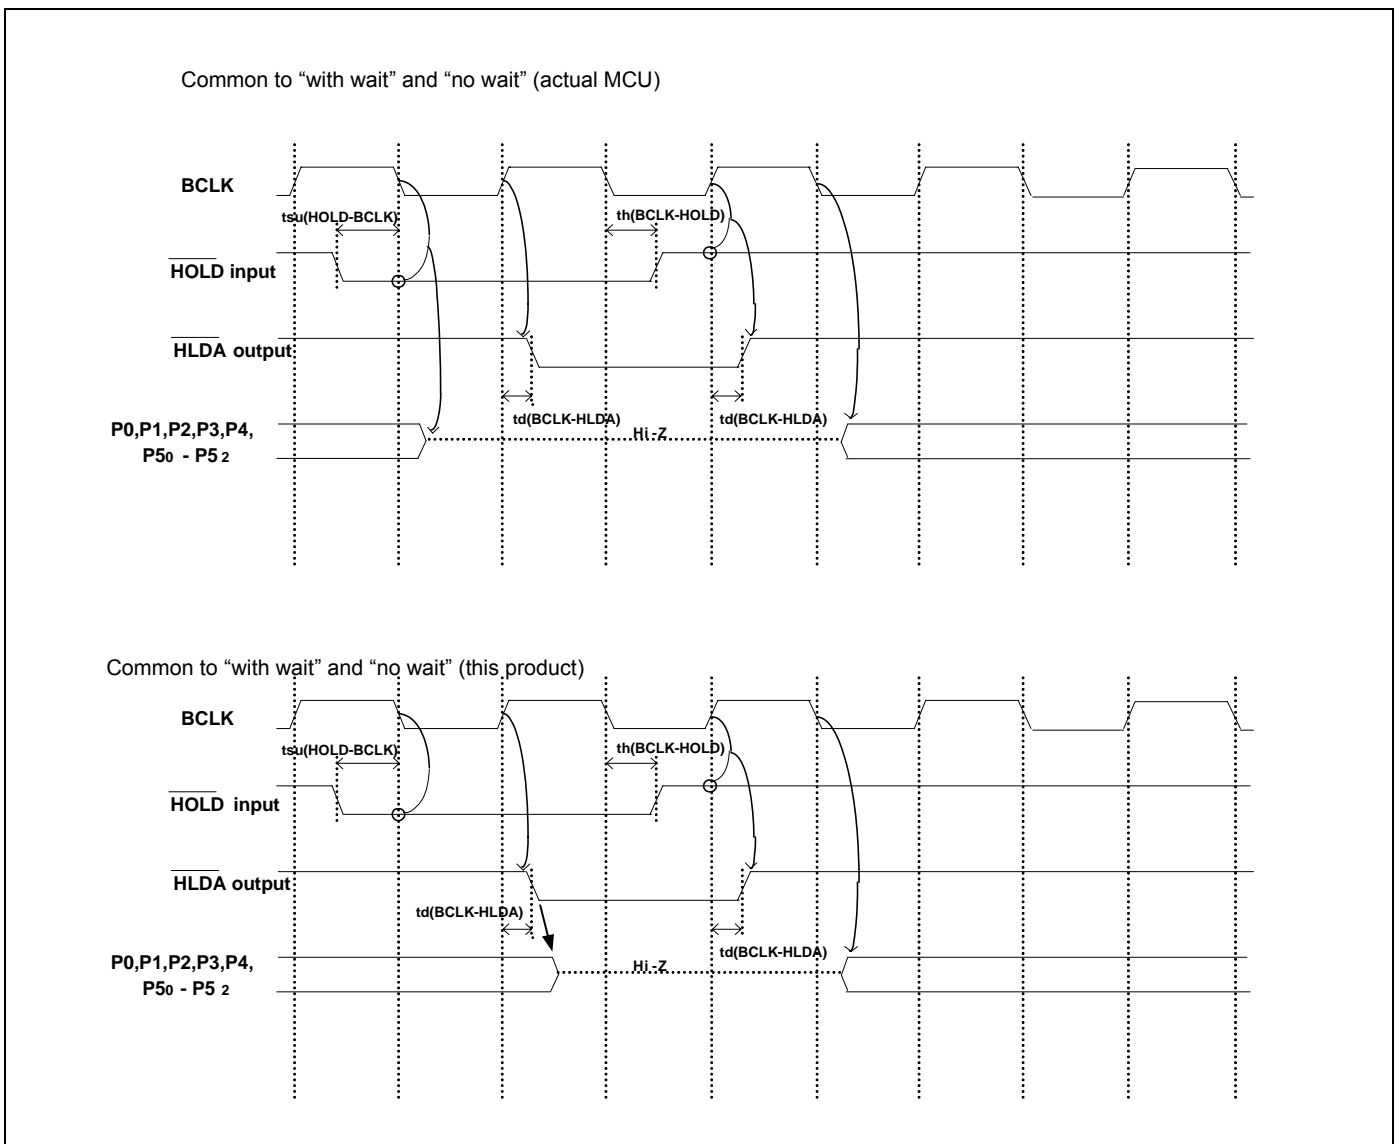 Common to “with wait” and “no wait” (actual MCU)
BCLK
tsu(HOLD-BCLK)
th(BCLK-HOLD)
HOLD input
HLDA output
td(BCLK-HLDA)
td(BCLK-HLDA)
P0,P1,P2,P3,P4,
Hi -Z
P50 - P5 2
Common to “with wait” and “no wait” (this product)
BCLK
tsu(HOLD-BCLK)
th(BCLK-HOLD)
HOLD input
HLDA output
td(BCLK-HLDA)
td(BCLK-HLDA)
P0,P1,P2,P3,P4,
Hi -Z
P50 - P5 2